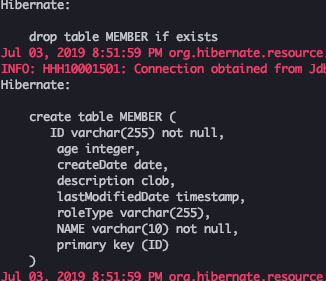 Hibernate:
drop table MEMBER if exists
Jul 03, 2019 8:51:59 PM org.hibernate.resource.
INFO: HHH10001501: Connection obtained from Jdb
Hibernate:
create table MEMBER (
ID varchar(255) not null,
age integer,
createDate date,
description clob,
lastModifiedDate timestamp,
roleType varchar(255),
NAME varchar(10) not null,
primary key (ID)
)
Jul 03, 2019 8:51:59 PM org.hibernate.resource